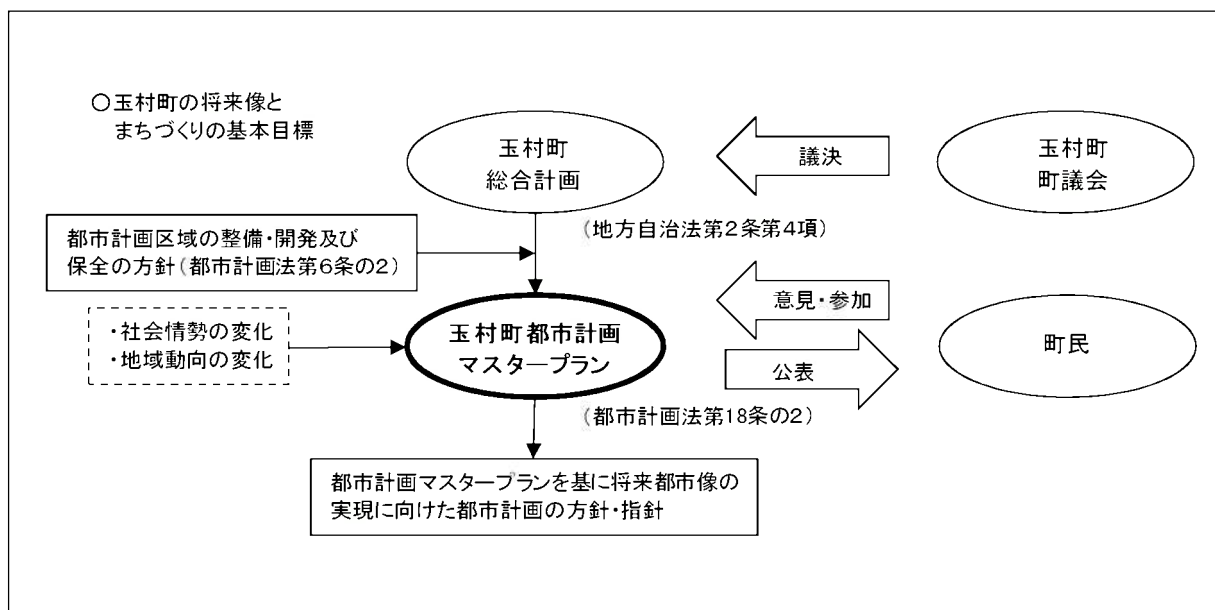 ○玉村町の将来像と
まちづくりの基本目標
玉村町
総合計画
議決
玉村町
町議会
(地方自治法第2条第4項)
都市計画区域の整備・開発及び
保全の方針(都市計画法第6条の2)
意見・参加
・社会情勢の変化
・地域動向の変化
玉村町都市計画
マスタープラン
町民
公表
(都市計画法第18条の2)
都市計画マスタープランを基に将来都市像の
実現に向けた都市計画の方針・指針